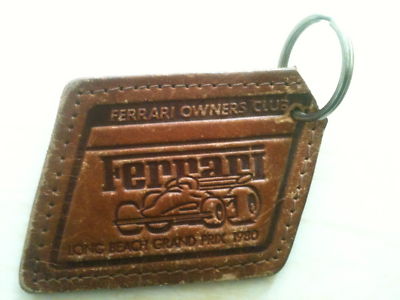 FERRARI OWNERS CLUB
Ferrari
LONG BEACH GRAND PRIX 1980